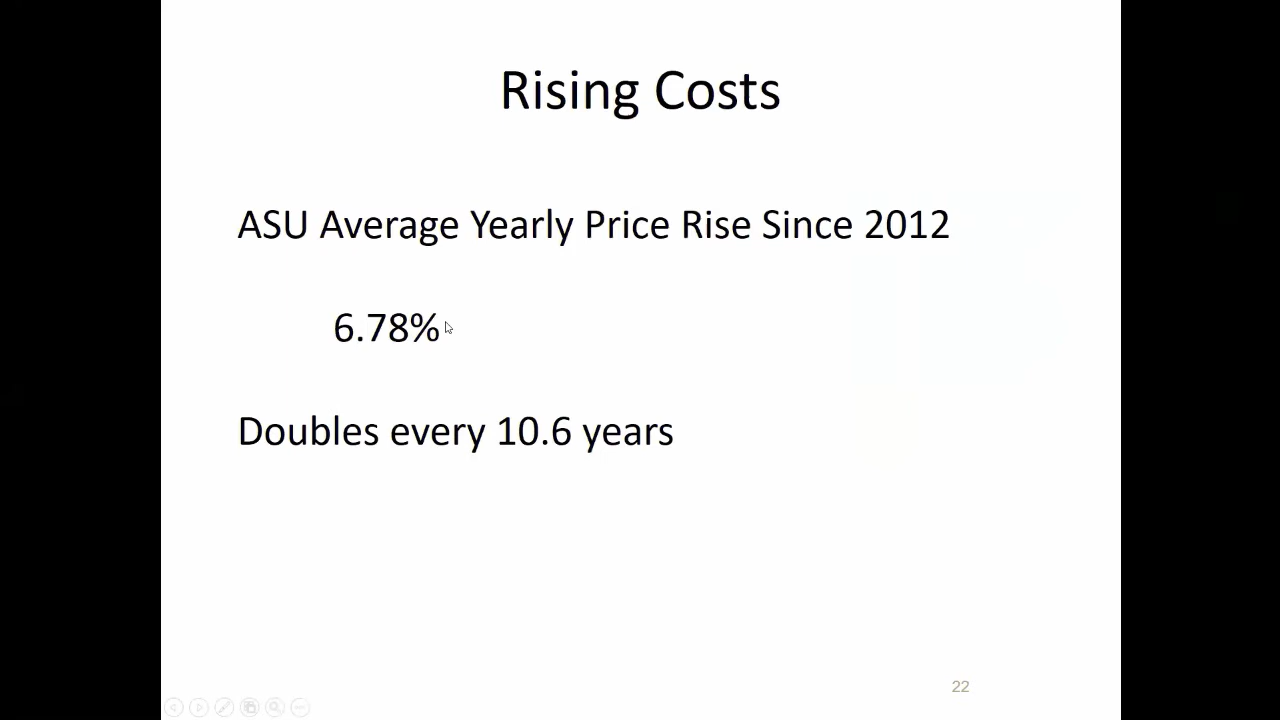 Rising Costs
ASU Average Yearly Price Rise Since 2012
6.78%
Doubles every 10.6 years
22